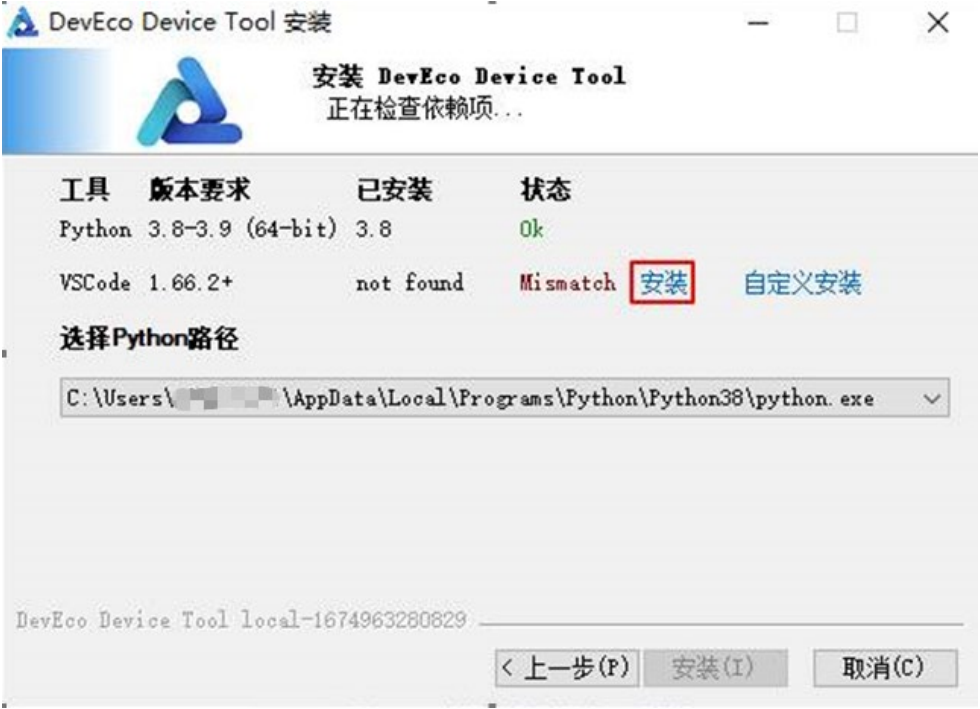 DevEco Device Tool 安装
安装 DevEco Device Tool
正在检查依赖项...
工具 版本要求 已安装 状态
Python 3.8-3.9 (64-bit) 3.8 Ok
VSCode 1.66.2+ not found Mismatch 安装 自定义安装
选择Python路径
C:\Users\ \AppData\Local\Programs\Python\Python38\python.exe
DevEco Device Tool local-1674963280829
< 上一步(P) 安装(I) 取消(C)